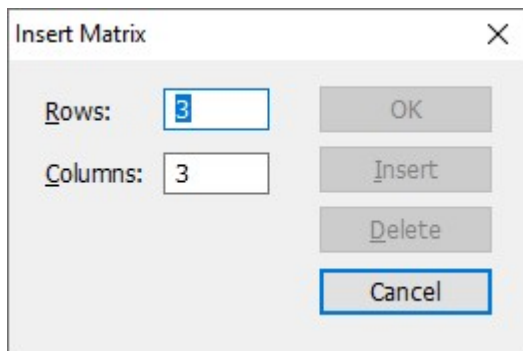 Insert Matrix
Rows: 3 OK
Columns: 3 Insert
Delete
Cancel